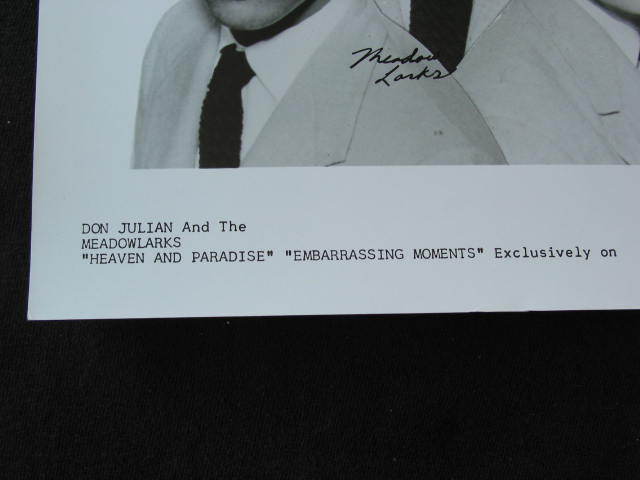 Meadow
Larks
DON JULIAN And The
MEADOWLARKS
"HEAVEN AND PARADISE" "EMBARRASSING MOMENTS" Exclusively on